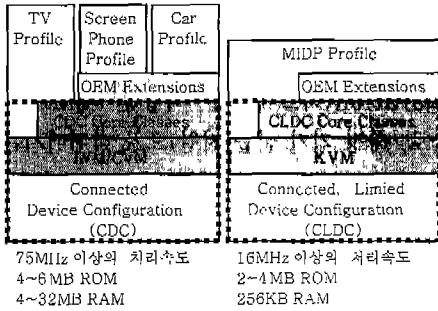 TV
Profile
Screen
Phone
Profile
Car
Profile
OEM Extensions
CDC Core Classes
Connected
Device Configuration
(CDC)
75MHz 이상의 처리속도
4~6MB ROM
4~32MB RAM
MIDP Profile
OEM Extensions
CLDC Core Classes
KVM
Connected, Limied
Device Configuration
(CLDC)
16MHz 이상의 처리속도
2~4MB ROM
256KB RAM